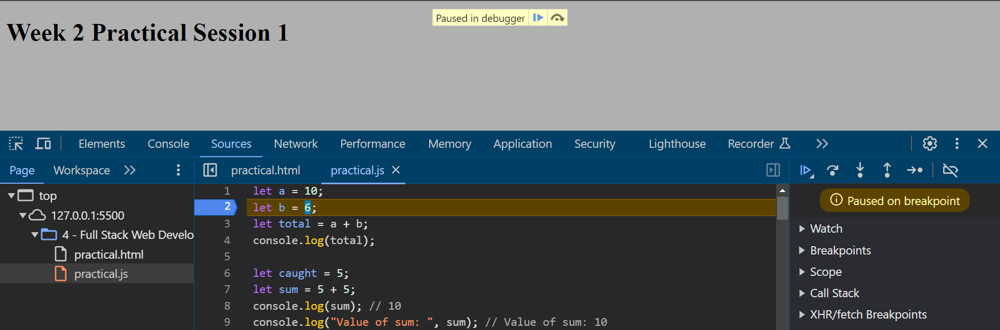 Paused in debugger
Week 2 Practical Session 1
Elements Console Sources Network Performance Memory Application Security Lighthouse Recorder
Page Workspace
practical.html practical.js
top
127.0.0.1:5500
4 - Full Stack Web Develo
practical.html
practical.js
1 let a = 10;
2 let b = 6;
3 let total = a + b;
4 console.log(total);
5
6 let caught = 5;
7 let sum = 5 + 5;
8 console.log(sum); // 10
9 console.log("Value of sum: ", sum); // Value of sum: 10
Paused on breakpoint
Watch
Breakpoints
Scope
Call Stack
XHR/fetch Breakpoints